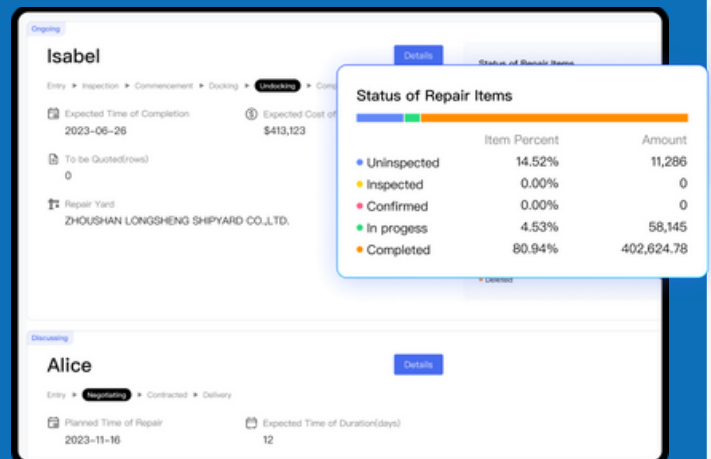 Ongoing
Isabel
Details
Status of Repair Items
Entry ▸ Inspection ▸ Commencement ▸ Docking ▸ Undocking ▸ Comp
Expected Time of Completion
2023-06-26
Expected Cost of
$413,123
To be Quoted(rows)
0
Repair Yard
ZHOUSHAN LONGSHENG SHIPYARD CO.,LTD.
Status of Repair Items
Item Percent Amount
Uninspected 14.52% 11,286
Inspected 0.00% 0
Confirmed 0.00% 0
In progess 4.53% 58,145
Completed 80.94% 402,624.78
Deleted
Discussing
Alice
Details
Entry ▸ Negotiating ▸ Contracted ▸ Delivery
Planned Time of Repair
2023-11-16
Expected Time of Duration(days)
12